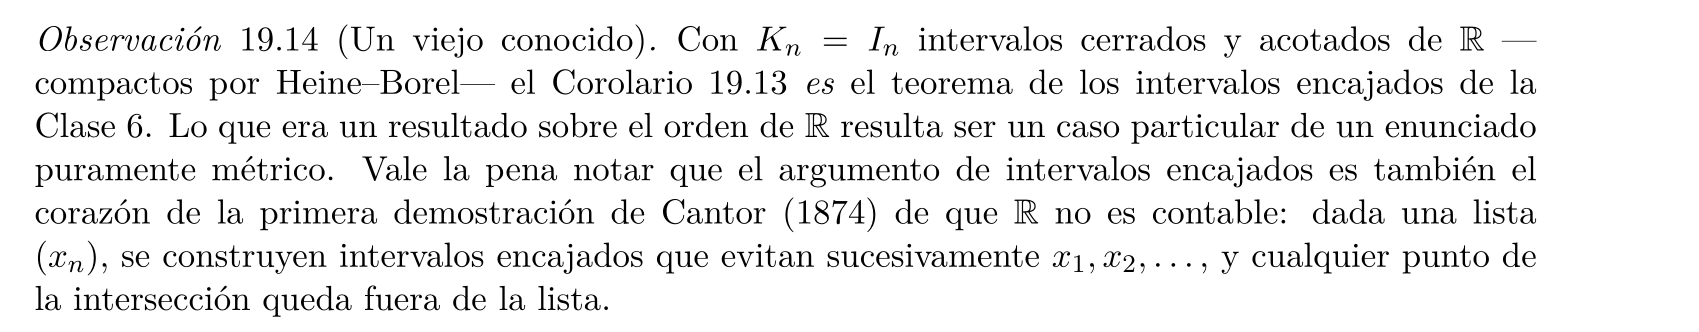 Observación 19.14 (Un viejo conocido). Con $K_n = I_n$ intervalos cerrados y acotados de ℝ —
compactos por Heine–Borel— el Corolario 19.13 es el teorema de los intervalos encajados de la
Clase 6. Lo que era un resultado sobre el orden de ℝ resulta ser un caso particular de un enunciado
puramente métrico. Vale la pena notar que el argumento de intervalos encajados es también el
corazón de la primera demostración de Cantor (1874) de que ℝ no es contable: dada una lista
$(x_n)$, se construyen intervalos encajados que evitan sucesivamente $x_1, x_2, \ldots$, y cualquier punto de
la intersección queda fuera de la lista.